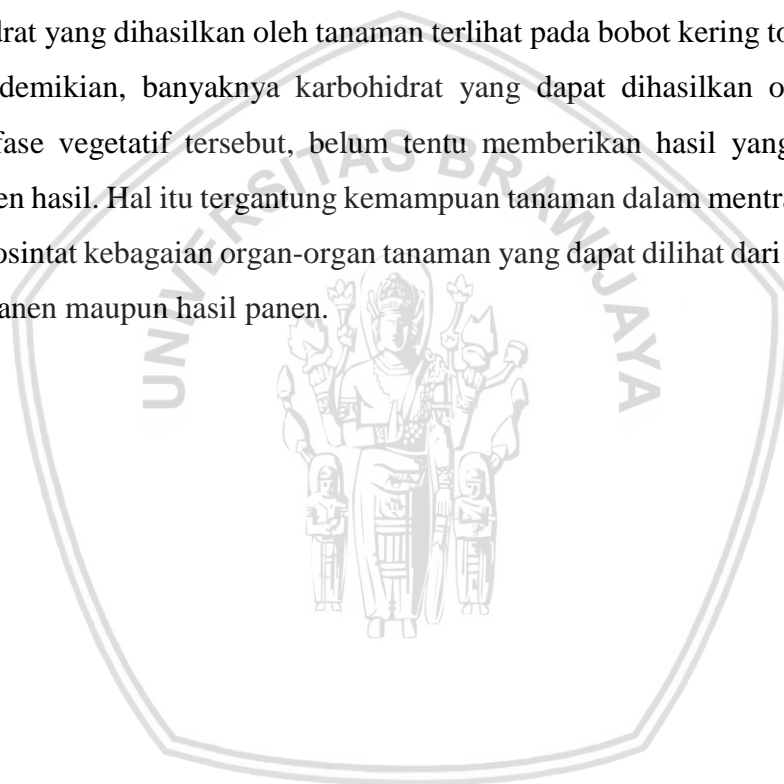 drat yang dihasilkan oleh tanaman terlihat pada bobot kering to
demikian, banyaknya karbohidrat yang dapat dihasilkan o
fase vegetatif tersebut, belum tentu memberikan hasil yang
en hasil. Hal itu tergantung kemampuan tanaman dalam mentra
osintat kebagaian organ-organ tanaman yang dapat dilihat dari
anen maupun hasil panen.
UNIVERSITAS BRAWIJAYA